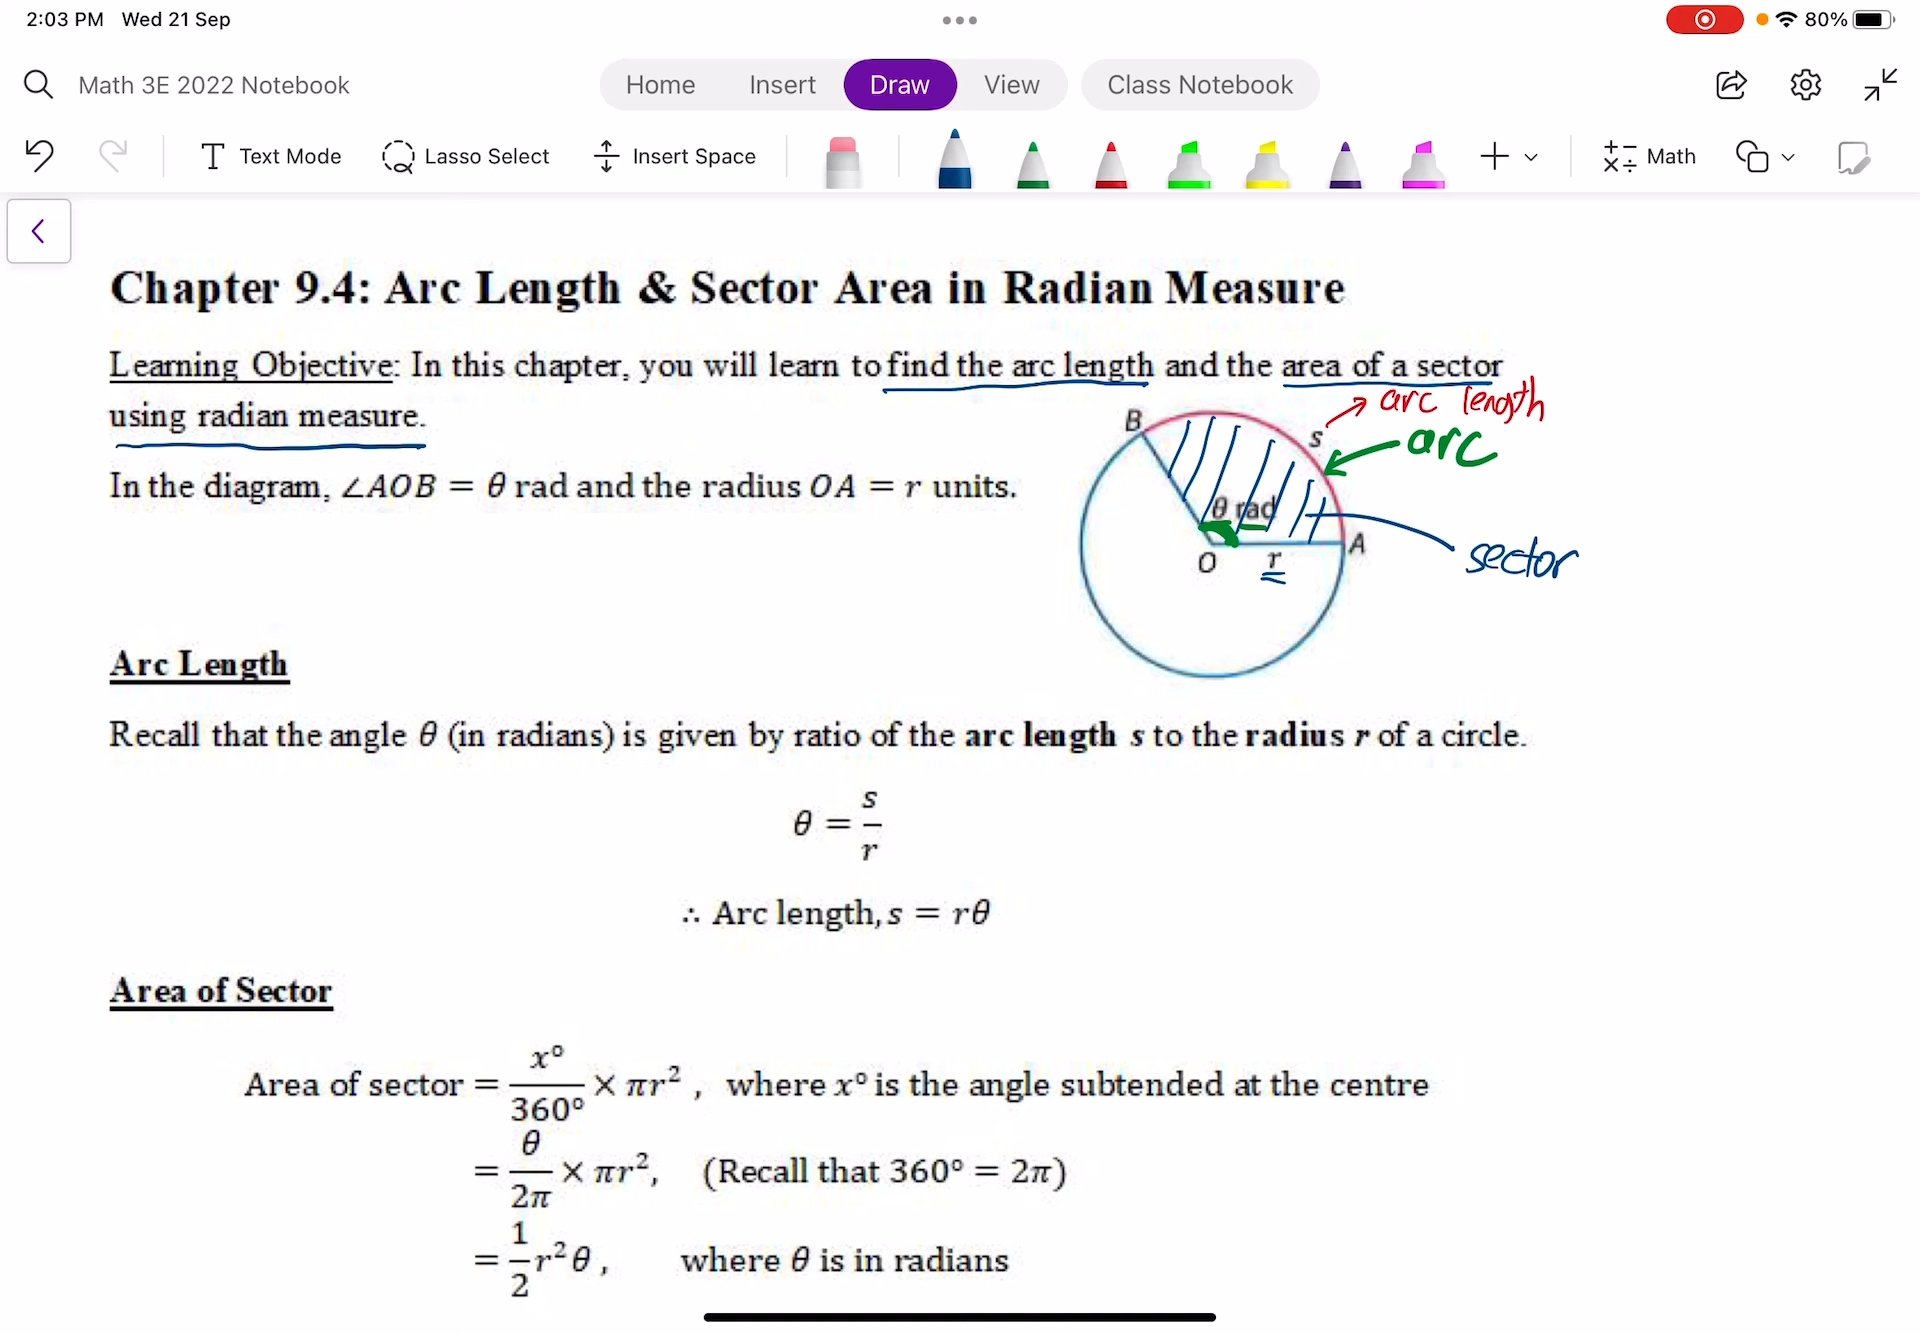 2:03 PM Wed 21 Sep
80%
Math 3E 2022 Notebook
Home Insert Draw View Class Notebook
Text Mode Lasso Select Insert Space Math
Chapter 9.4: Arc Length & Sector Area in Radian Measure
Learning Objective: In this chapter, you will learn to find the arc length and the area of a sector
using radian measure.
arc length
B
s
arc
In the diagram, ∠AOB = θ rad and the radius OA = r units.
θ rad
A
O
r
sector
Arc Length
Recall that the angle θ (in radians) is given by ratio of the arc length s to the radius r of a circle.
θ = s/r
∴ Arc length, s = rθ
Area of Sector
Area of sector = x°/360° × πr², where x° is the angle subtended at the centre
= θ/2π × πr², (Recall that 360° = 2π)
= 1/2 r²θ, where θ is in radians